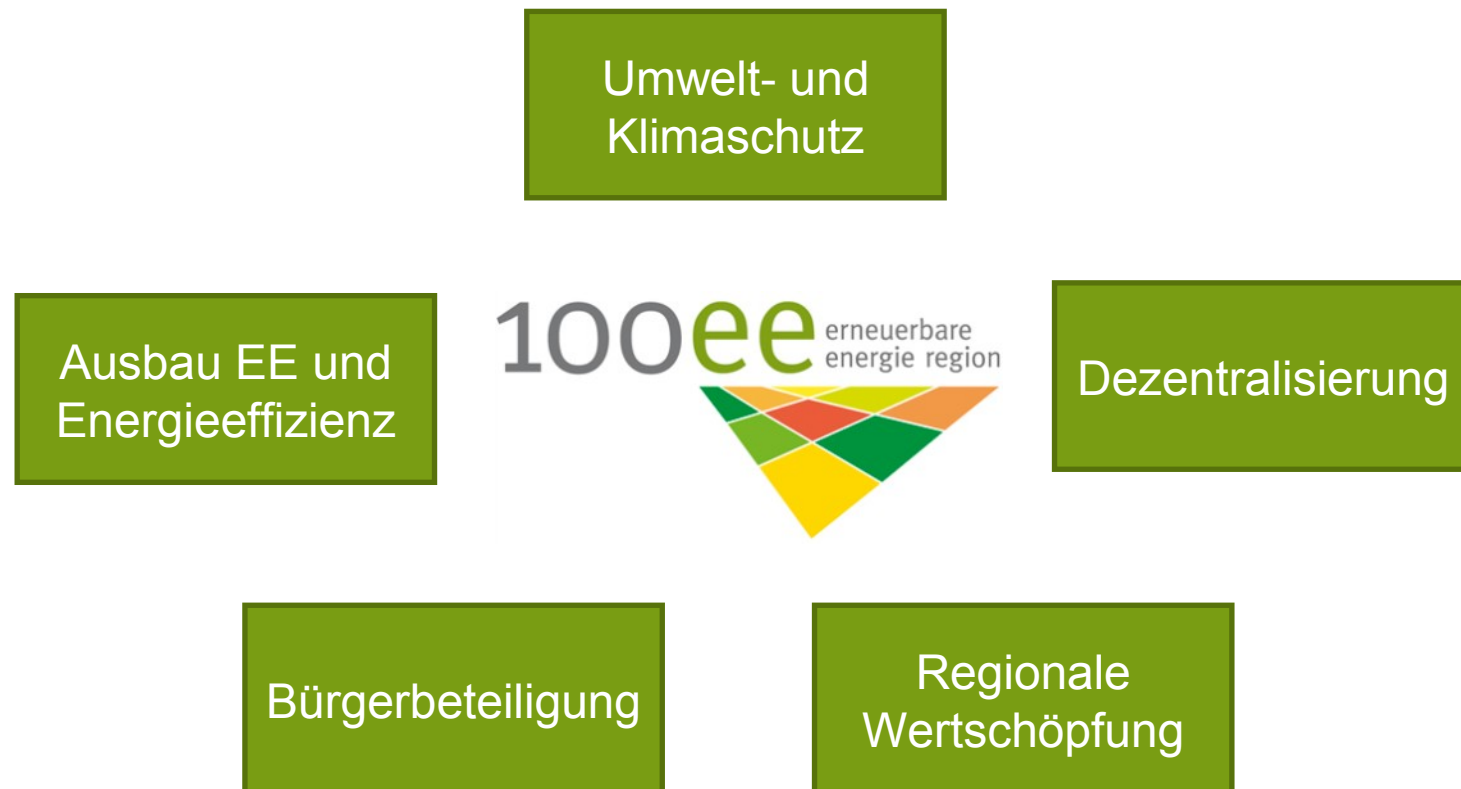 Umwelt- und
Klimaschutz
Ausbau EE und
Energieeffizienz
100ee erneuerbare
energie region
Dezentralisierung
Bürgerbeteiligung
Regionale
Wertschöpfung